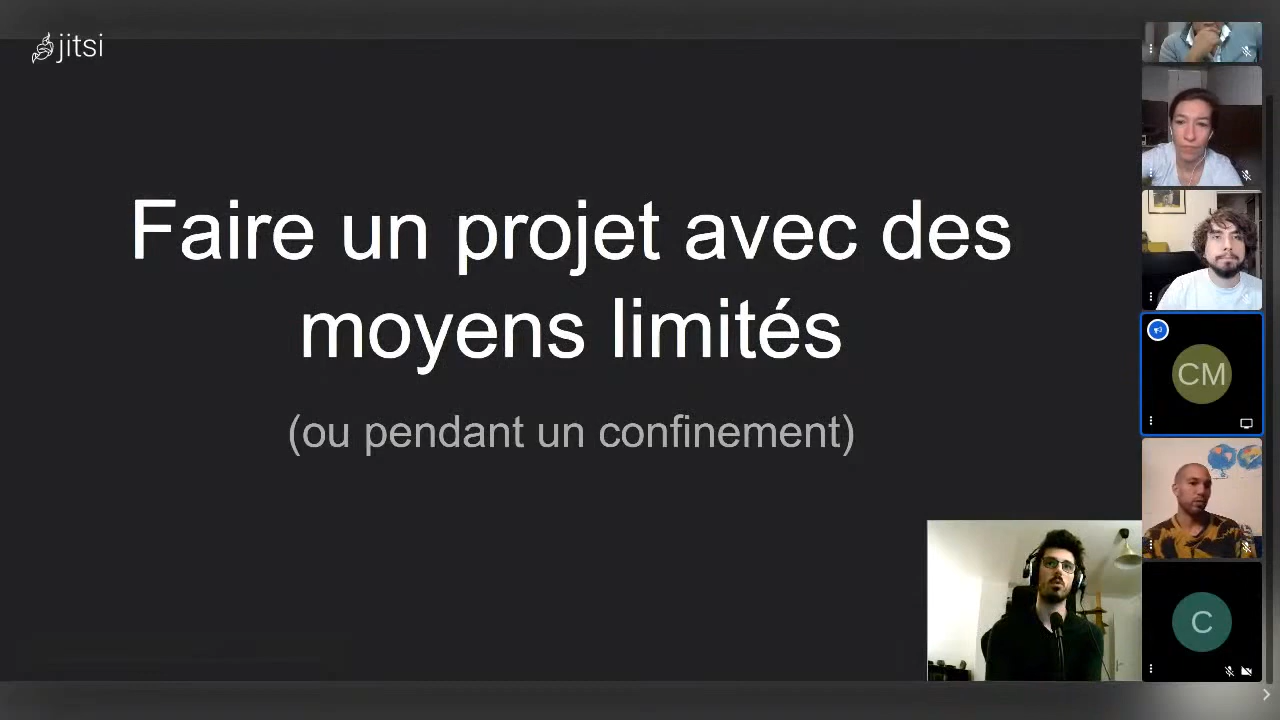 jitsi
Faire un projet avec des
moyens limités
(ou pendant un confinement)
CM
C